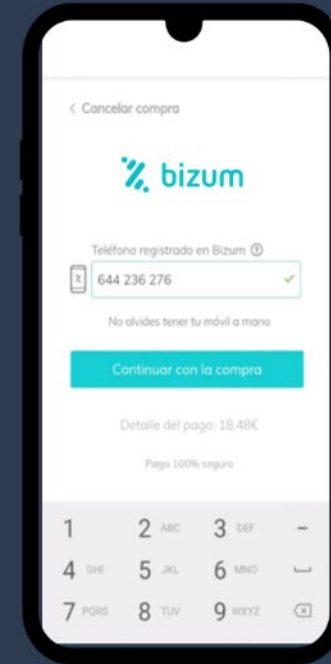 < Cancelar compra
bizum
Teléfono registrado en Bizum ?
644 236 276
No olvides tener tu móvil a mano
Continuar con la compra
Detalle del pago: 18,48€
Pago 100% seguro
1 2 ABC 3 DEF -
4 GHI 5 JKL 6 MNO
7 PQRS 8 TUV 9 WXYZ